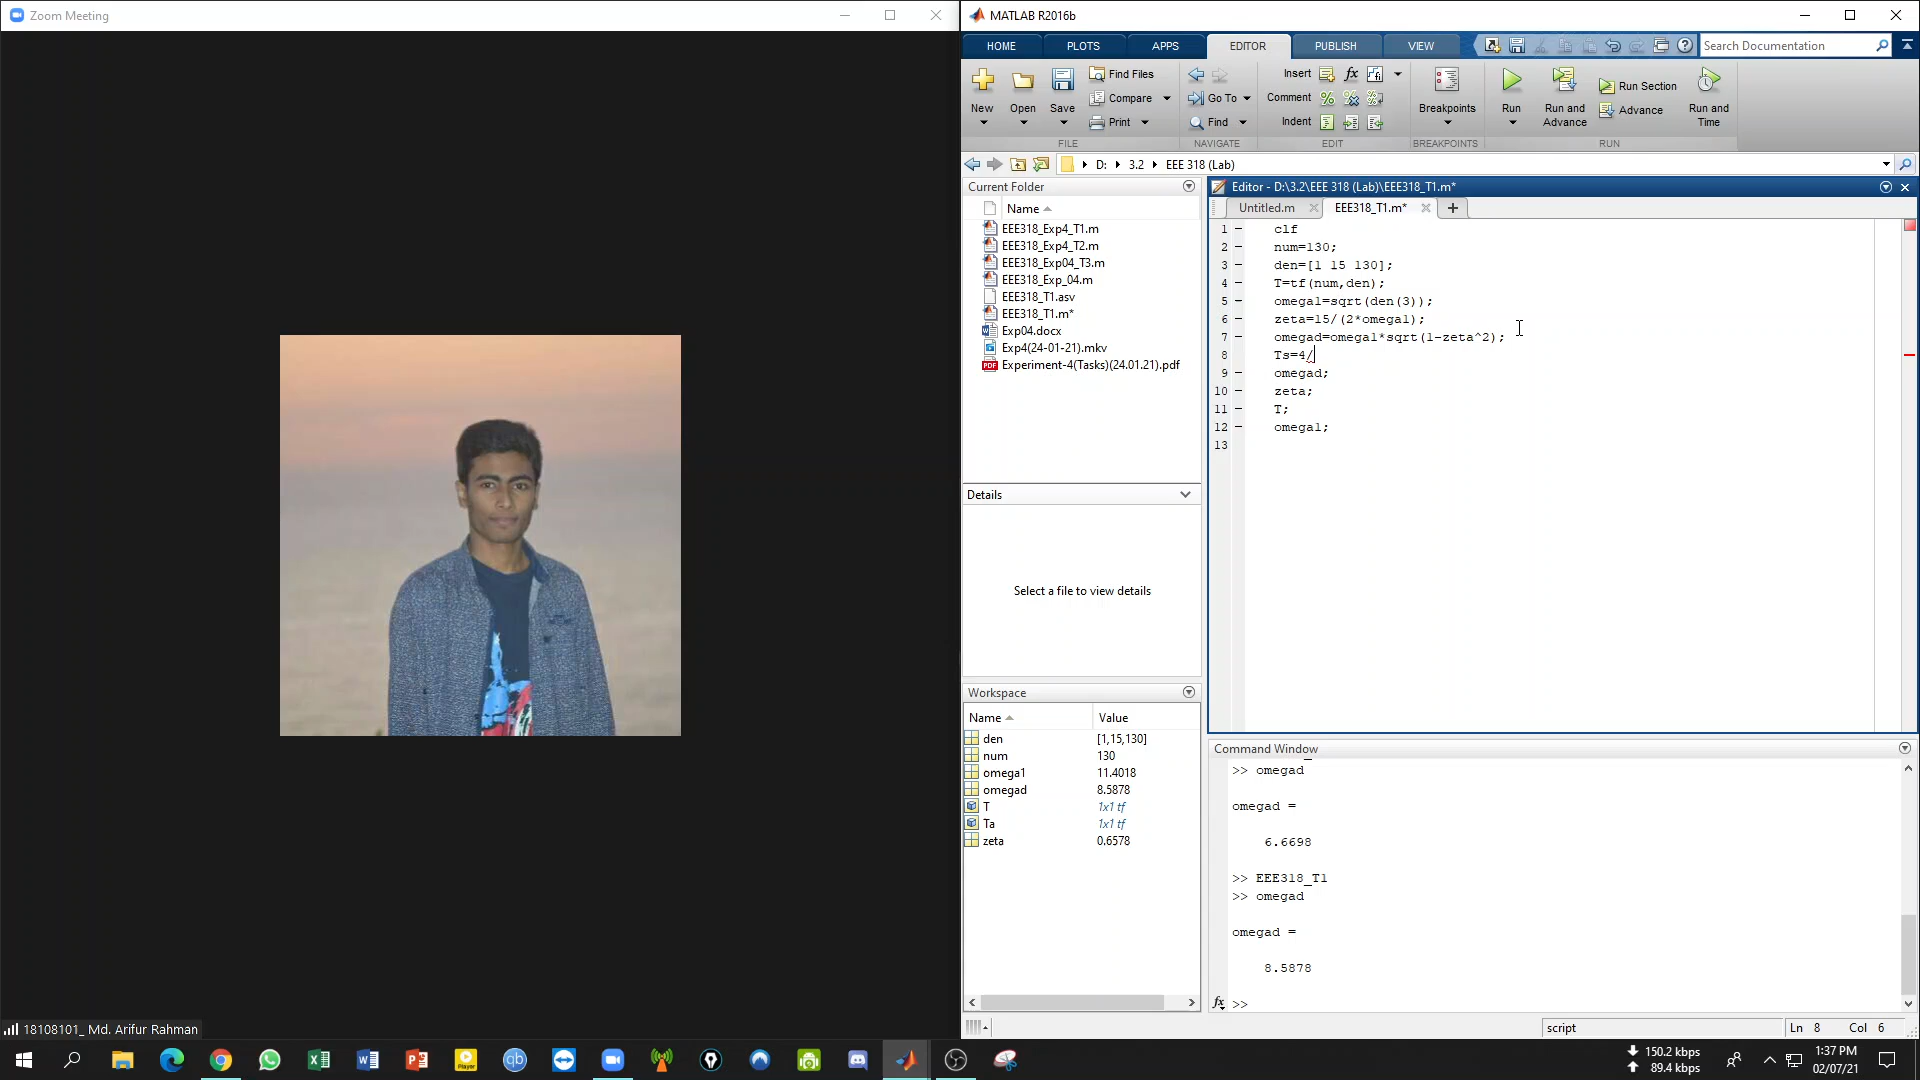 Zoom Meeting
18108101_ Md. Arifur Rahman
MATLAB R2016b
HOME PLOTS APPS EDITOR PUBLISH VIEW
Search Documentation
New
Open
Save
Find Files
Compare
Print
FILE
Go To
Find
NAVIGATE
Insert
Comment
Indent
EDIT
Breakpoints
BREAKPOINTS
Run
Run and
Advance
Run Section
Advance
Run and
Time
RUN
D: 3.2 EEE 318 (Lab)
Current Folder
Name
EEE318_Exp4_T1.m
EEE318_Exp4_T2.m
EEE318_Exp04_T3.m
EEE318_Exp_04.m
EEE318_T1.asv
EEE318_T1.m*
Exp04.docx
Exp4(24-01-21).mkv
Experiment-4(Tasks)(24.01.21).pdf
Details
Select a file to view details
Workspace
Name Value
den [1,15,130]
num 130
omega1 11.4018
omegad 8.5878
T 1x1 tf
Ta 1x1 tf
zeta 0.6578
Editor - D:\3.2\EEE 318 (Lab)\EEE318_T1.m*
Untitled.m EEE318_T1.m*
1 clf
2 num=130;
3 den=[1 15 130];
4 T=tf(num,den);
5 omega1=sqrt(den(3));
6 zeta=15/(2*omega1);
7 omegad=omega1*sqrt(1-zeta^2);
8 Ts=4/
9 omegad;
10 zeta;
11 T;
12 omega1;
13
Command Window
>> omegad
omegad =
6.6698
>> EEE318_T1
>> omegad
omegad =
8.5878
fx >>
script Ln 8 Col 6
150.2 kbps
89.4 kbps
1:37 PM
02/07/21